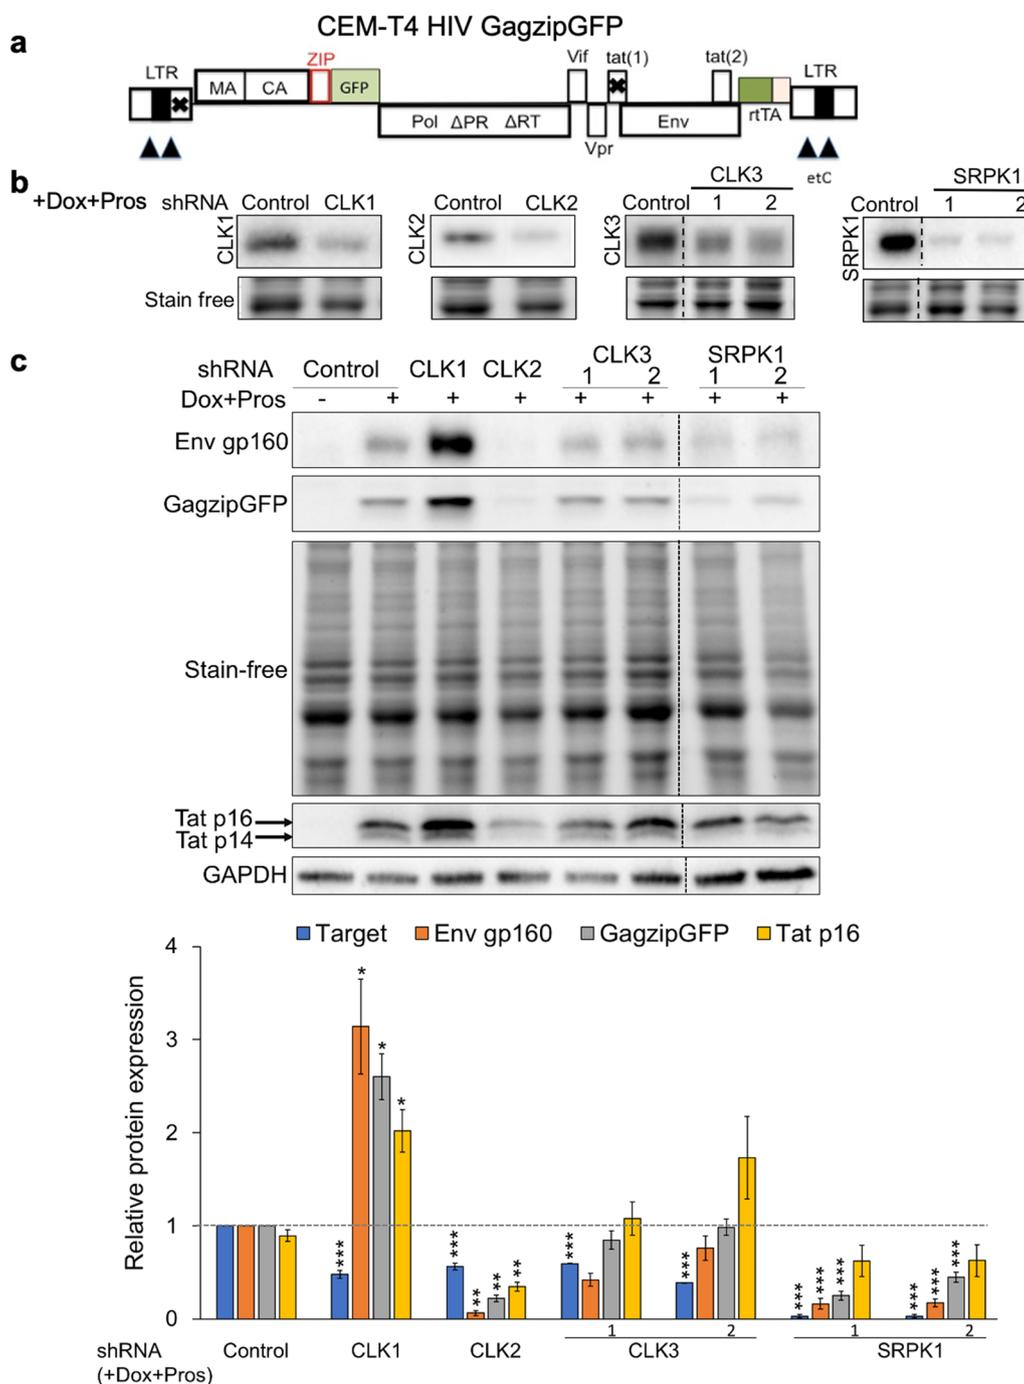 a
CEM-T4 HIV GagzipGFP
ZIP
LTR
MA
CA
GFP
Vif
tat(1)
tat(2)
LTR
Pol ΔPR ΔRT
Vpr
Env
rtTA
etC
b
+Dox+Pros shRNA
Control CLK1
Control CLK2
CLK3
Control 1 2
SRPK1
Control 1 2
CLK1
CLK2
CLK3
SRPK1
Stain free
c
shRNA Control CLK1 CLK2 CLK3 SRPK1
1 2 1 2
Dox+Pros - + + + + + + +
Env gp160
GagzipGFP
Stain-free
Tat p16
Tat p14
GAPDH
Target Env gp160 GagzipGFP Tat p16
Relative protein expression
4
3
2
1
0
*
*
*
***
***
**
**
**
***
***
***
***
***
***
***
***
1 2 1 2
shRNA Control CLK1 CLK2 CLK3 SRPK1
(+Dox+Pros)